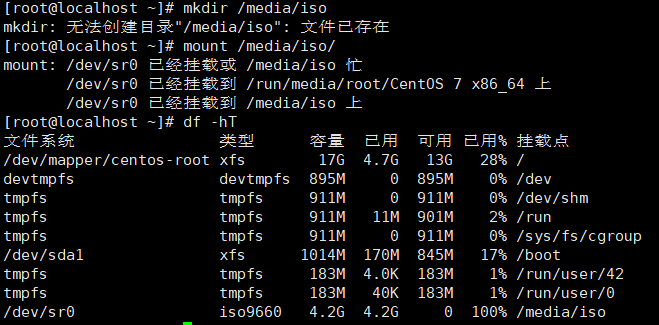 [root@localhost ~]# mkdir /media/iso
mkdir: 无法创建目录"/media/iso": 文件已存在
[root@localhost ~]# mount /media/iso/
mount: /dev/sr0 已经挂载或 /media/iso 忙
       /dev/sr0 已经挂载到 /run/media/root/CentOS 7 x86_64 上
       /dev/sr0 已经挂载到 /media/iso 上
[root@localhost ~]# df -hT
文件系统                类型      容量  已用  可用 已用% 挂载点
/dev/mapper/centos-root xfs        17G  4.7G   13G   28% /
devtmpfs                devtmpfs  895M     0  895M    0% /dev
tmpfs                   tmpfs     911M     0  911M    0% /dev/shm
tmpfs                   tmpfs     911M   11M  901M    2% /run
tmpfs                   tmpfs     911M     0  911M    0% /sys/fs/cgroup
/dev/sda1               xfs      1014M  170M  845M   17% /boot
tmpfs                   tmpfs     183M  4.0K  183M    1% /run/user/42
tmpfs                   tmpfs     183M   40K  183M    1% /run/user/0
/dev/sr0                iso9660   4.2G  4.2G     0  100% /media/iso